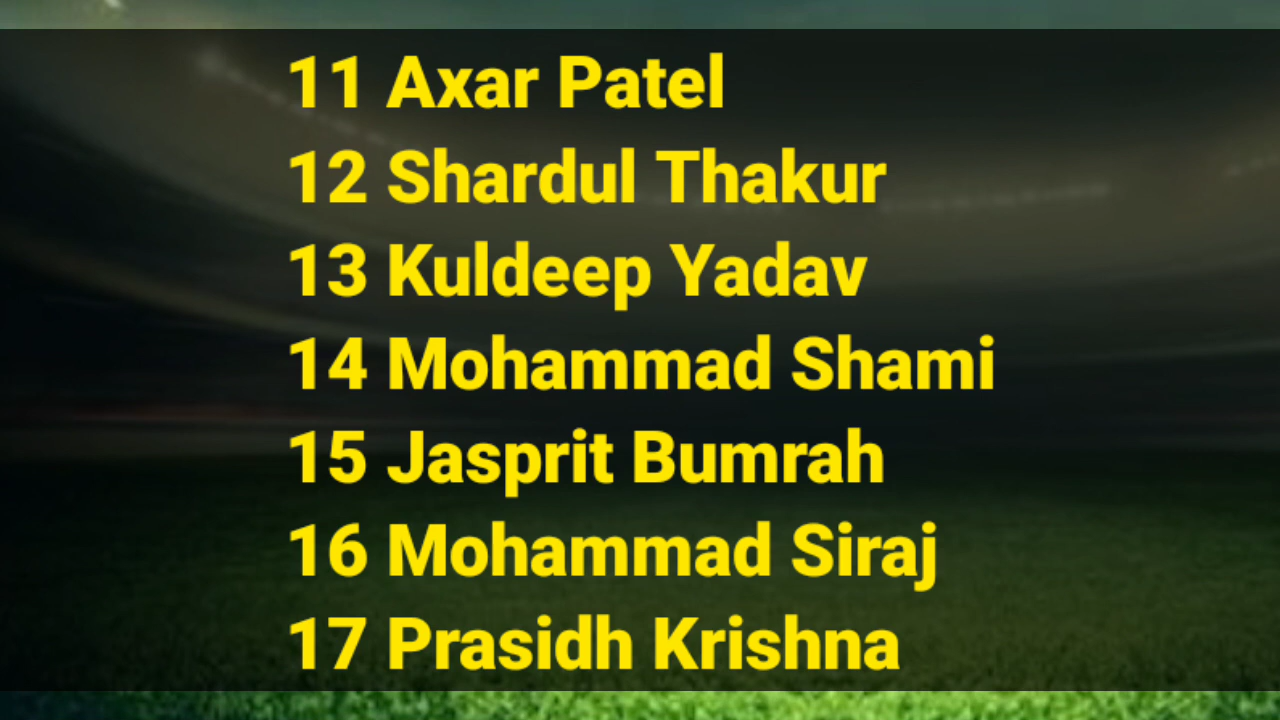 11 Axar Patel
12 Shardul Thakur
13 Kuldeep Yadav
14 Mohammad Shami
15 Jasprit Bumrah
16 Mohammad Siraj
17 Prasidh Krishna